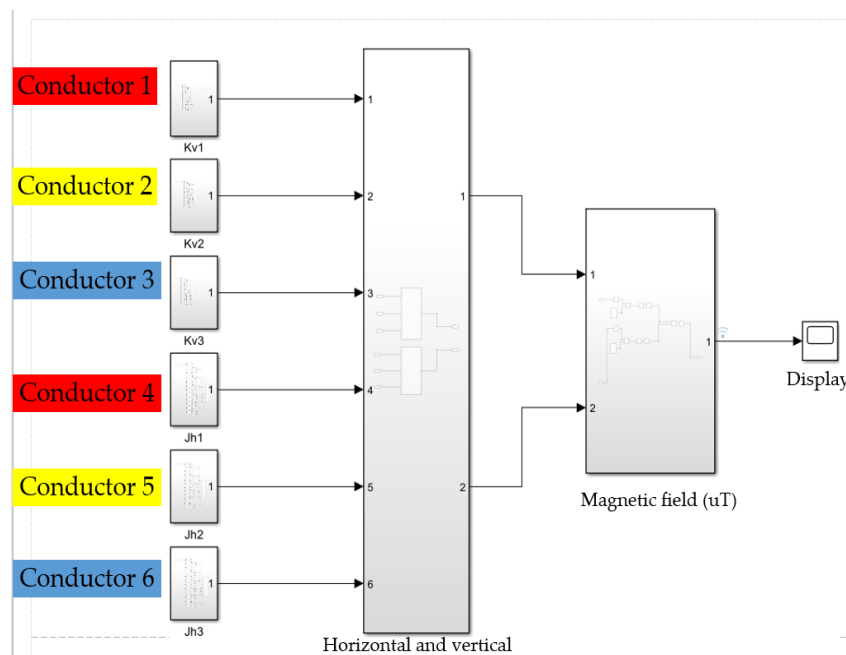 Conductor 1
1
Kv1
1
Conductor 2
1
Kv2
2
1
Conductor 3
1
Kv3
3
1
1
Conductor 4
1
Jh1
4
2
Display
Conductor 5
1
Jh2
5
2
Magnetic field (uT)
Conductor 6
1
Jh3
6
Horizontal and vertical